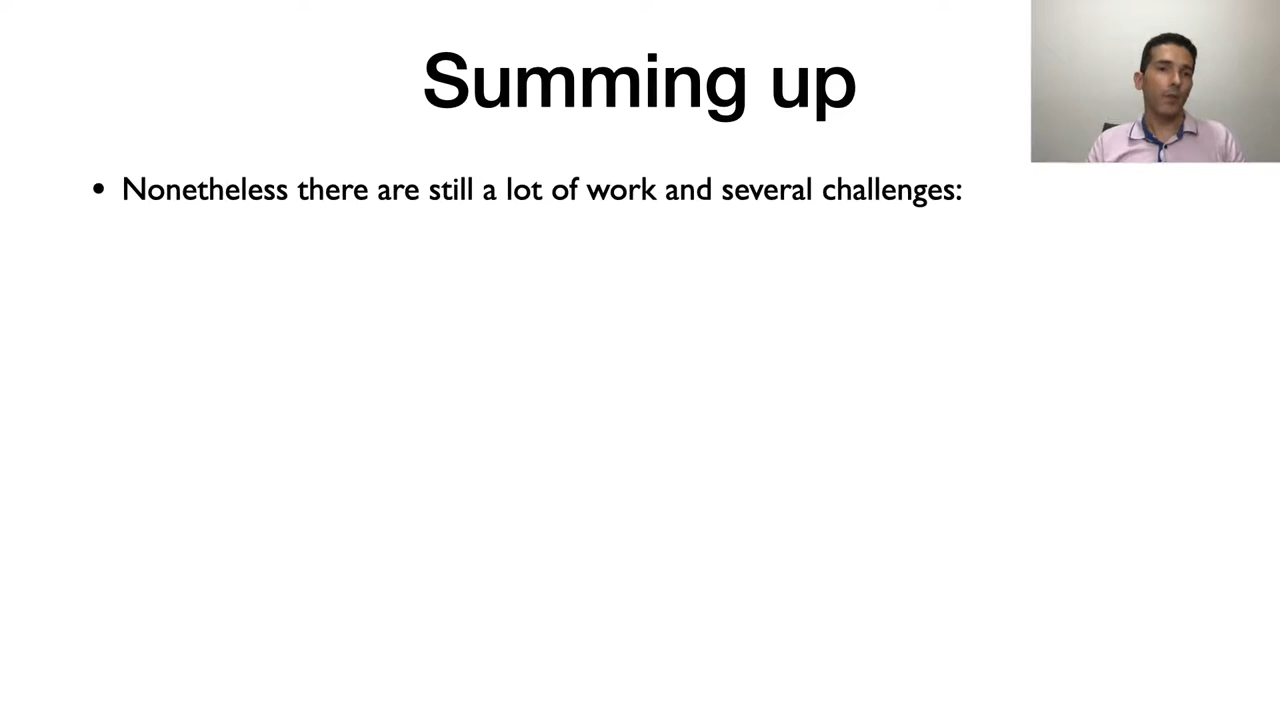 Summing up
• Nonetheless there are still a lot of work and several challenges: